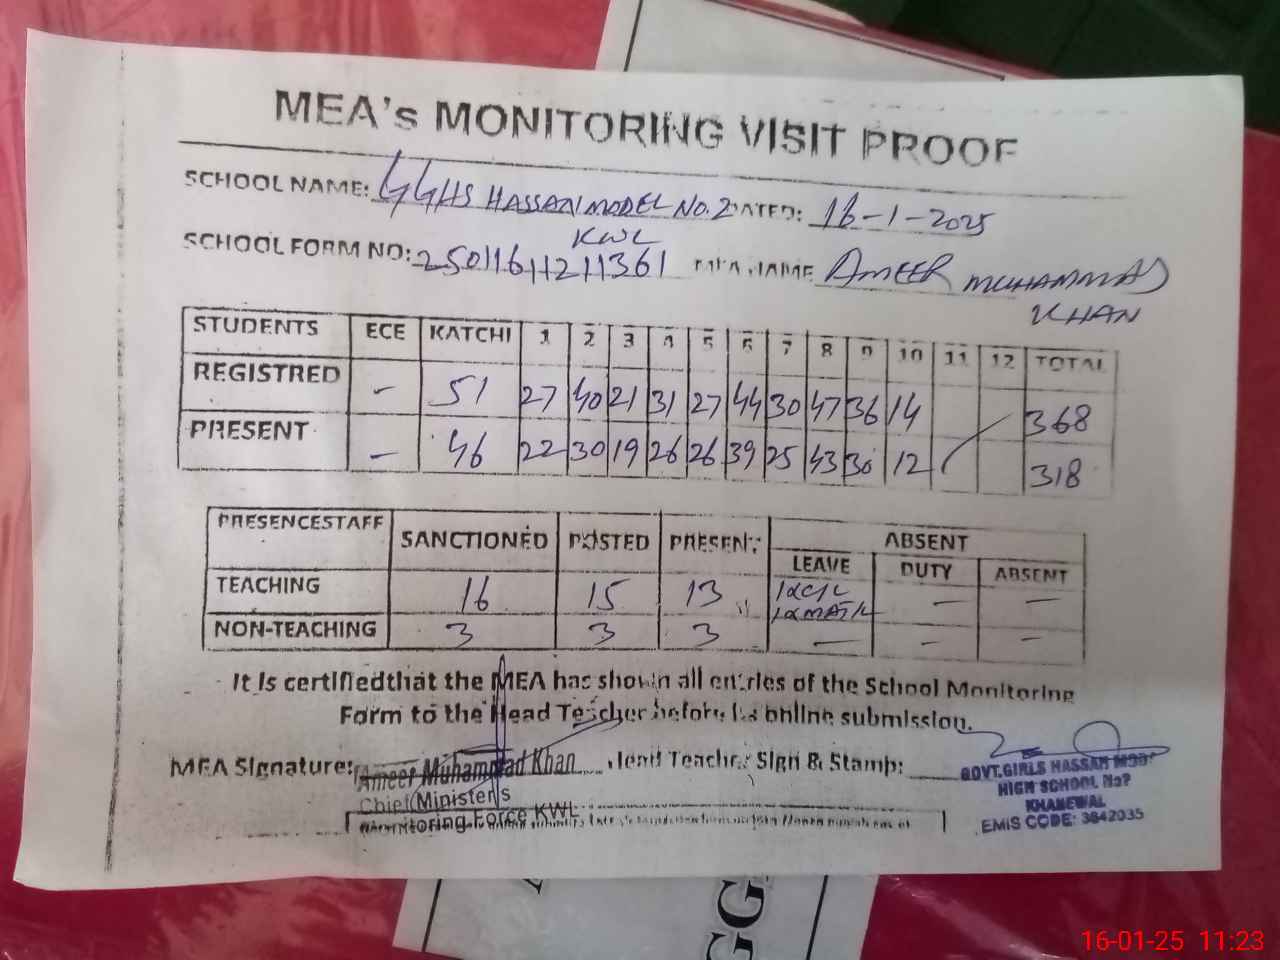 MEA's MONITORING VISIT PROOF
SCHOOL NAME: GGHS HASSAN MODEL NO. 2 DATED: 16-1-2025
KWL
SCHOOL FORM NO: 25011611211361 MEA NAME AMEER MUHAMMAD
KHAN
STUDENTS ECE KATCHI 1 2 3 4 5 6 7 8 9 10 11 12 TOTAL
REGISTRED - 51 27 40 21 31 27 44 30 47 36 14 368
PRESENT - 46 22 30 19 26 26 39 25 43 30 12 318
PRESENCESTAFF SANCTIONED POSTED PRESENT ABSENT
LEAVE DUTY ABSENT
TEACHING 16 15 13 1xC/L - -
1xMAT/L
NON-TEACHING 3 3 3 - - -
It is certifiedthat the MEA has shown all entries of the School Monitoring
Form to the Head Teacher before its online submission.
MEA Signature: Ameer Muhammad Khan Head Teacher Sign & Stamp:
Chief Minister's
Monitoring Force KWL
GOVT.GIRLS HASSAN MOD
HIGH SCHOOL No?
KHANEWAL
EMIS CODE: 3842035
GG
16-01-25 11:23